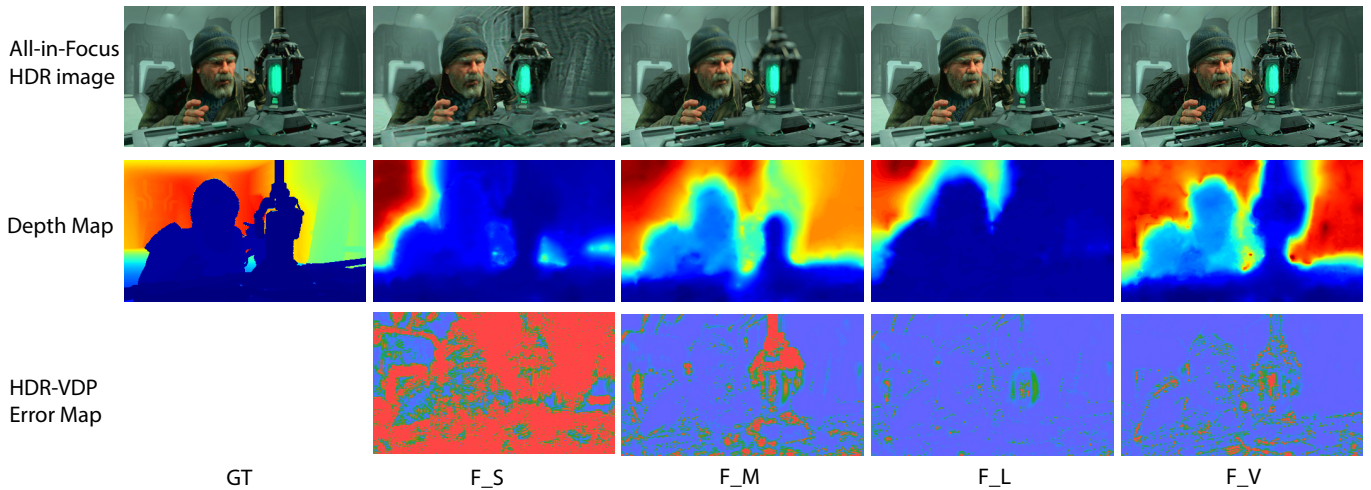 All-in-Focus
HDR image
Depth Map
HDR-VDP
Error Map
GT
F_S
F_M
F_L
F_V